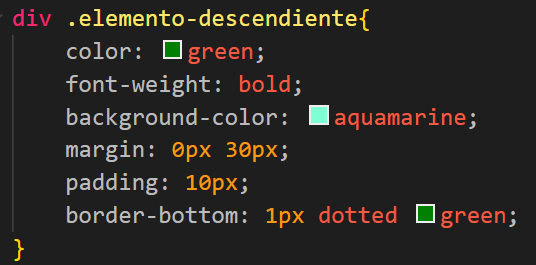 div .elemento-descendiente{
    color: green;
    font-weight: bold;
    background-color: aquamarine;
    margin: 0px 30px;
    padding: 10px;
    border-bottom: 1px dotted green;
}